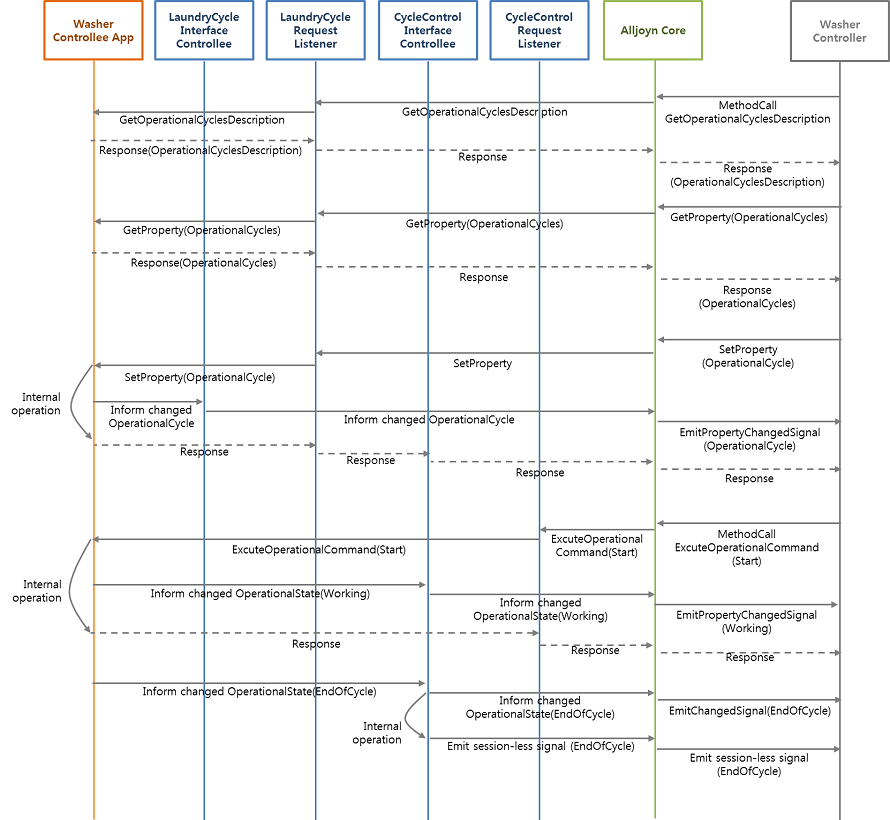 Washer
Controllee App
LaundryCycle
Interface
Controllee
LaundryCycle
Request
Listener
CycleControl
Interface
Controllee
CycleControl
Request
Listener
Alljoyn Core
Washer
Controller
GetOperationalCyclesDescription
GetOperationalCyclesDescription
MethodCall
GetOperationalCyclesDescription
Response(OperationalCyclesDescription)
Response
Response
(OperationalCyclesDescription)
GetProperty(OperationalCycles)
GetProperty(OperationalCycles)
GetProperty(OperationalCycles)
Response(OperationalCycles)
Response
Response
(OperationalCycles)
SetProperty(OperationalCycle)
SetProperty
SetProperty
(OperationalCycle)
Internal
operation
Inform changed
OperationalCycle
Inform changed OperationalCycle
EmitPropertyChangedSignal
(OperationalCycle)
Response
Response
Response
Response
ExcuteOperationalCommand(Start)
ExcuteOperational
Command(Start)
MethodCall
ExcuteOperationalCommand
(Start)
Internal
operation
Inform changed OperationalState(Working)
Inform changed
OperationalState(Working)
EmitPropertyChangedSignal
(Working)
Response
Response
Response
Inform changed OperationalState(EndOfCycle)
Inform changed
OperationalState(EndOfCycle)
EmitChangedSignal(EndOfCycle)
Internal
operation
Emit session-less signal (EndOfCycle)
Emit session-less signal
(EndOfCycle)